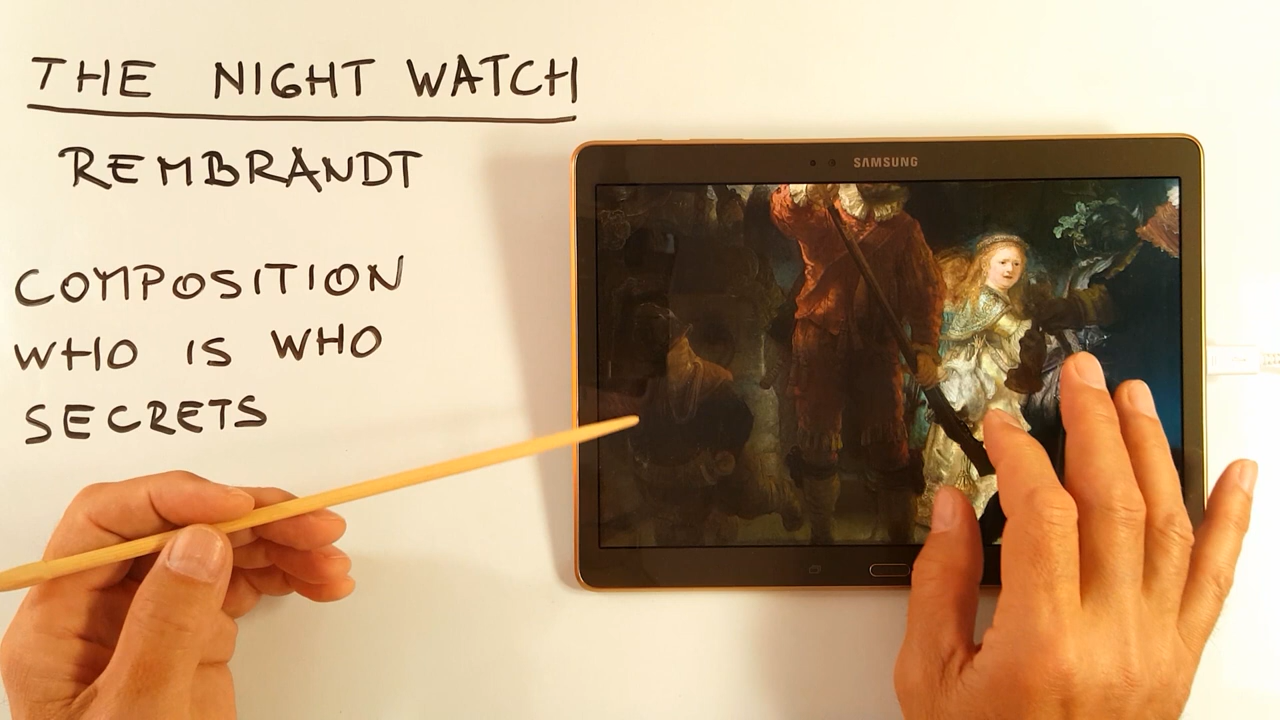 THE NIGHT WATCH
REMBRANDT
COMPOSITION
WHO IS WHO
SECRETS
SAMSUNG